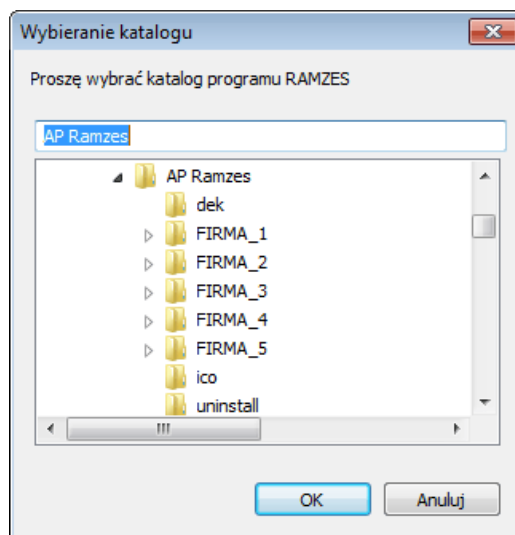 Wybieranie katalogu
Proszę wybrać katalog programu RAMZES
AP Ramzes
AP Ramzes
dek
FIRMA_1
FIRMA_2
FIRMA_3
FIRMA_4
FIRMA_5
ico
uninstall
OK Anuluj